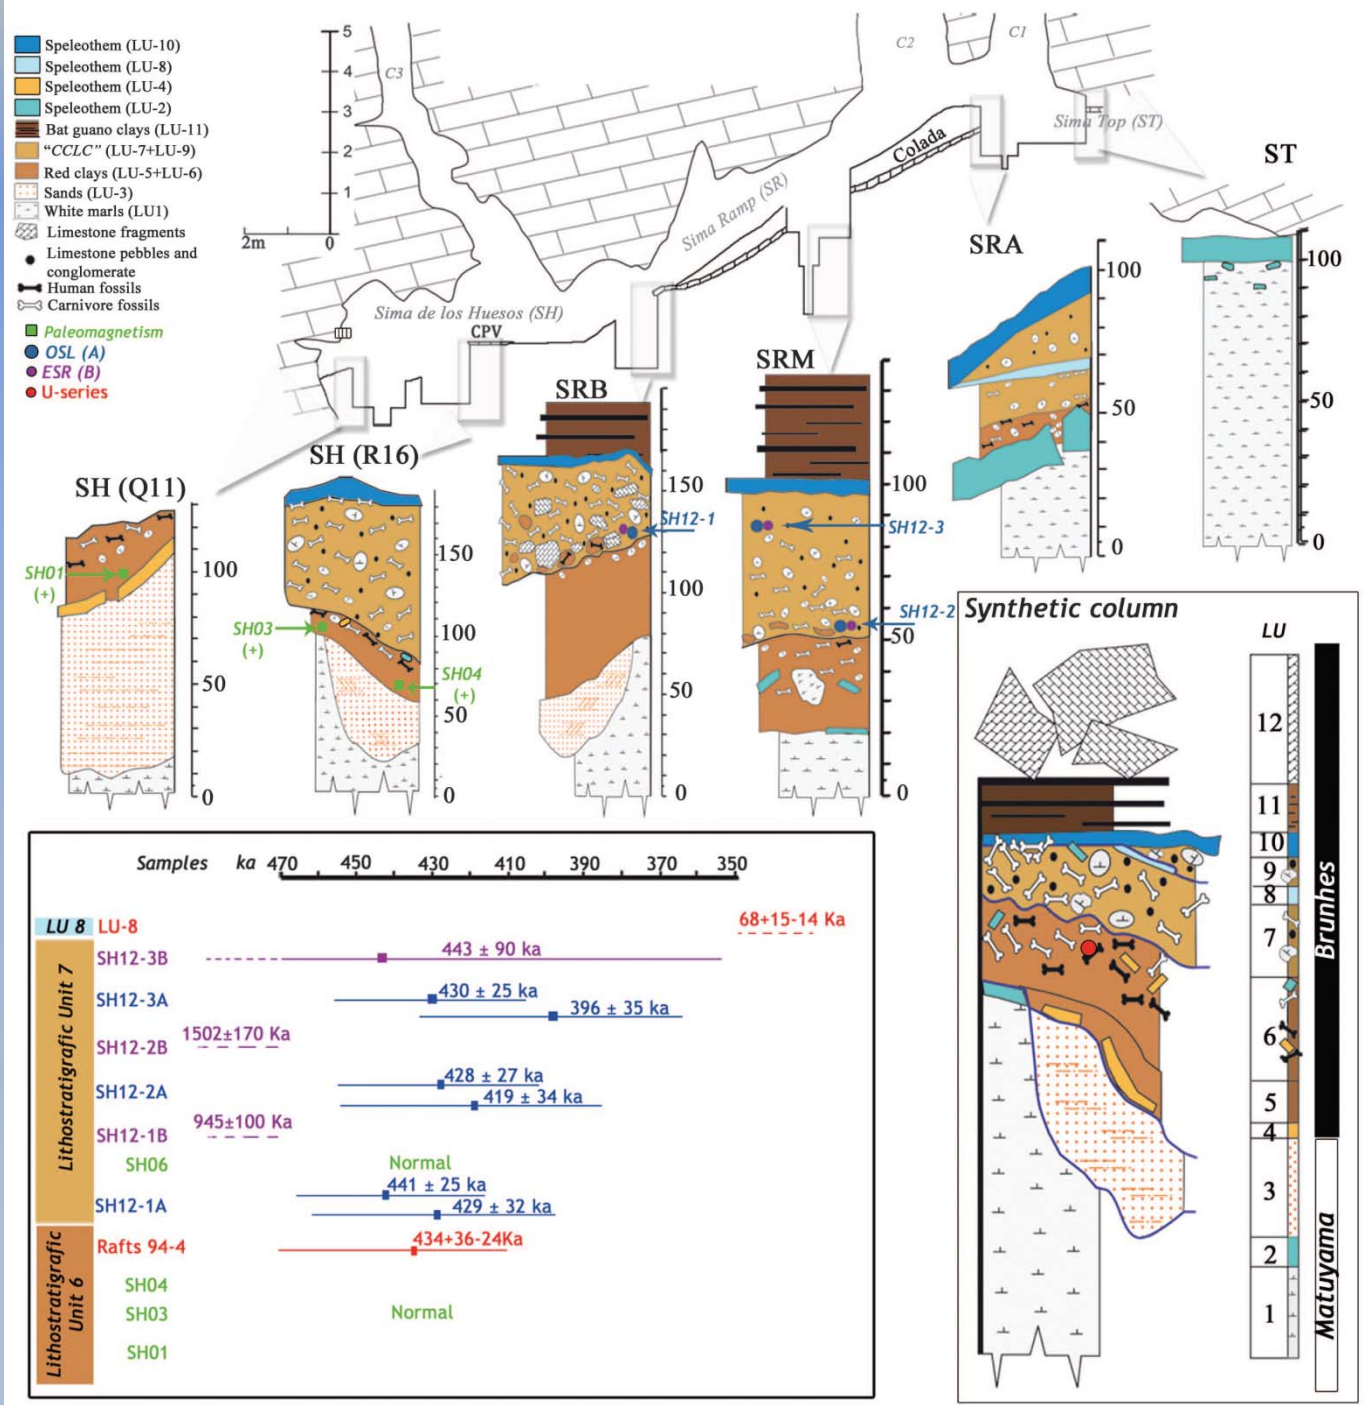 Speleothem (LU-10)
Speleothem (LU-8)
Speleothem (LU-4)
Speleothem (LU-2)
Bat guano clays (LU-11)
“CCLC” (LU-7+LU-9)
Red clays (LU-5+LU-6)
Sands (LU-3)
White marls (LU1)
Limestone fragments
Limestone pebbles and
conglomerate
Human fossils
Carnivore fossils
Paleomagnetism
OSL (A)
ESR (B)
U-series
5
4
3
2
1
0
2m
C3
C2
C1
Sima Top (ST)
Colada
Sima Ramp (SR)
Sima de los Huesos (SH)
CPV
ST
100
50
0
SRA
100
50
0
SRM
100
50
0
SH12-3
SH12-2
SRB
150
100
50
0
SH12-1
SH (R16)
150
100
50
0
SH03
(+)
SH04
(+)
SH (Q11)
100
50
0
SH01
(+)
Samples ka 470 450 430 410 390 370 350
LU 8 LU-8 68+15-14 Ka
Lithostratigrafic Unit 7
SH12-3B 443 ± 90 ka
SH12-3A 430 ± 25 ka
396 ± 35 ka
SH12-2B 1502±170 Ka
SH12-2A 428 ± 27 ka
419 ± 34 ka
SH12-1B 945±100 Ka
SH06 Normal
SH12-1A 441 ± 25 ka
429 ± 32 ka
Lithostratigrafic
Unit 6
Rafts 94-4 434+36-24Ka
SH04
SH03 Normal
SH01
Synthetic column
LU
12
11
10
9
8
7
6
5
4
3
2
1
Brunhes
Matuyama